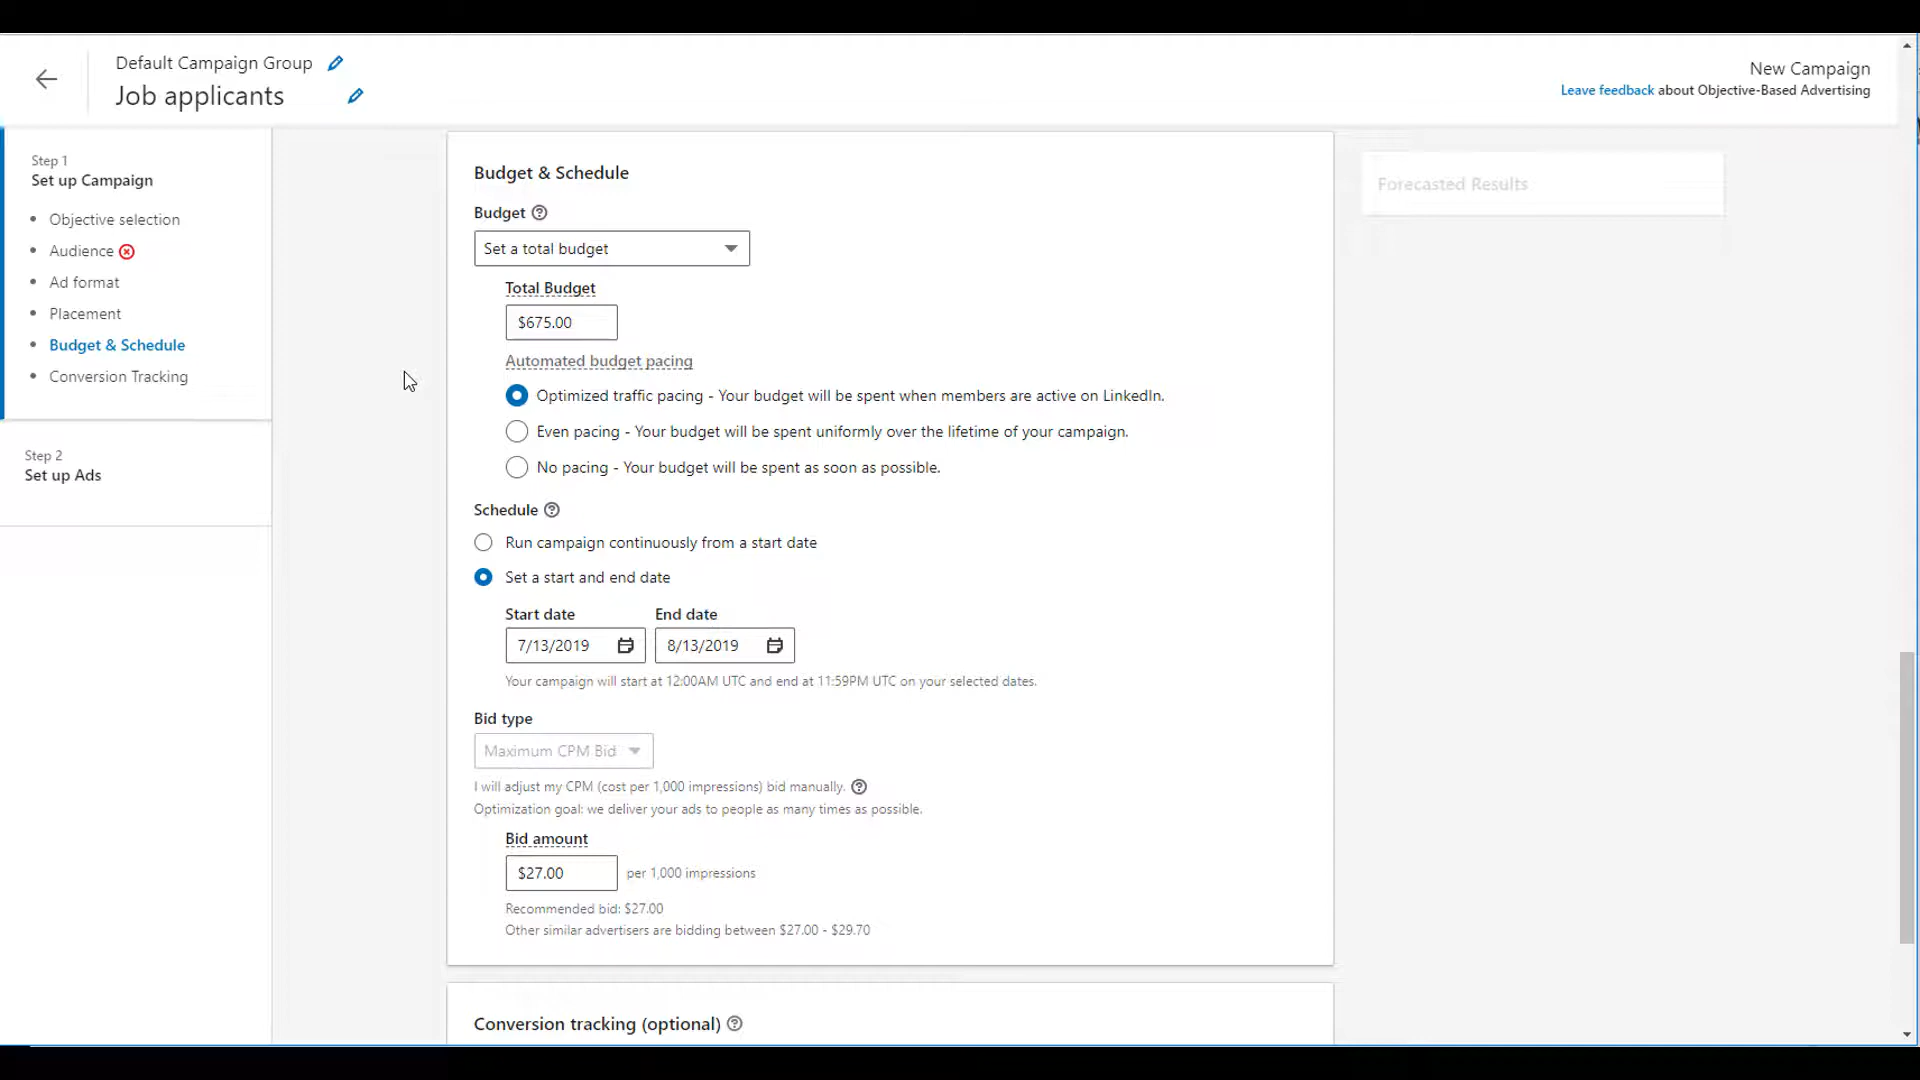 Default Campaign Group
Job applicants
New Campaign
Leave feedback about Objective-Based Advertising
Step 1
Set up Campaign
Objective selection
Audience
Ad format
Placement
Budget & Schedule
Conversion Tracking
Step 2
Set up Ads
Budget & Schedule
Budget
Set a total budget
Total Budget
$675.00
Automated budget pacing
Optimized traffic pacing - Your budget will be spent when members are active on LinkedIn.
Even pacing - Your budget will be spent uniformly over the lifetime of your campaign.
No pacing - Your budget will be spent as soon as possible.
Schedule
Run campaign continuously from a start date
Set a start and end date
Start date End date
7/13/2019 8/13/2019
Your campaign will start at 12:00AM UTC and end at 11:59PM UTC on your selected dates.
Bid type
Maximum CPM Bid
I will adjust my CPM (cost per 1,000 impressions) bid manually.
Optimization goal: we deliver your ads to people as many times as possible.
Bid amount
$27.00 per 1,000 impressions
Recommended bid: $27.00
Other similar advertisers are bidding between $27.00 - $29.70
Conversion tracking (optional)
Forecasted Results